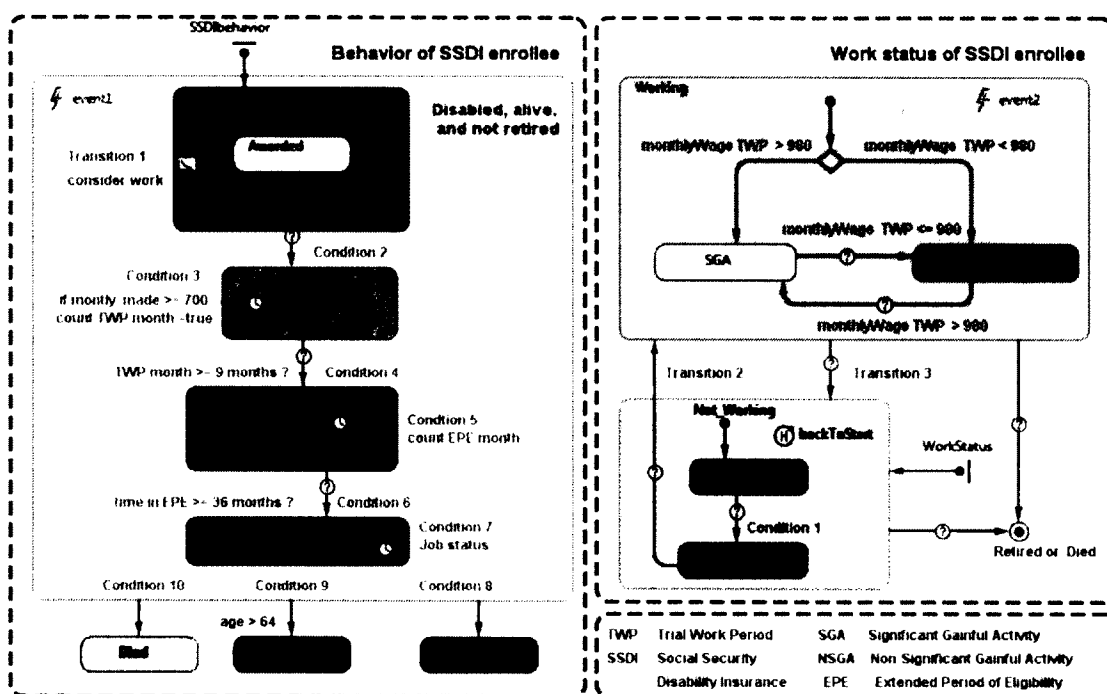 SSDIbehavior
Behavior of SSDI enrollee
event1
Disabled, alive,
and not retired
Awarded
Transition 1
consider work
Condition 2
Condition 3
if montly made >= 700
count TWP month =true
TWP month >= 9 months ?
Condition 4
Condtion 5
count EPE month
time in EPE >= 36 months ?
Condition 6
Condition 7
Job status
Condition 10
Condition 9
Condition 8
age > 64
Died
Work status of SSDI enrollee
Working
event2
monthlyWage TWP > 980
monthlyWage TWP < 980
monthlyWage TWP <= 980
SGA
monthlyWage TWP > 980
Transition 2
Transition 3
Not_Working
H backToStart
WorkStatus
Condition 1
Retired or Died
TWP Trial Work Period
SGA Significant Gainful Activity
SSDI Social Security
Disability Insurance
NSGA Non Significant Gainful Activity
EPE Extended Period of Eligibility